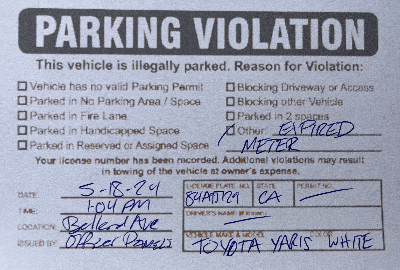 PARKING VIOLATION
This vehicle is illegally parked. Reason for Violation:
Vehicle has no valid Parking Permit
Parked in No Parking Area / Space
Parked in Fire Lane
Parked in Handicapped Space
Parked in Reserved or Assigned Space
Blocking Driveway or Access
Blocking other Vehicle
Parked in 2 spaces
Other: EXPIRED
METER
Your license number has been recorded. Additional violations may result
in towing of the vehicle at owner's expense.
DATE: 5-18-24
TIME: 1:04 AM
LOCATION: Ave
ISSUED BY: Officer
LICENSE PLATE NO.
STATE CA
PERMIT NO.
DRIVER'S NAME (IF KNOWN)
VEHICLE MAKE & MODEL COLOR
TOYOTA YARIS WHITE